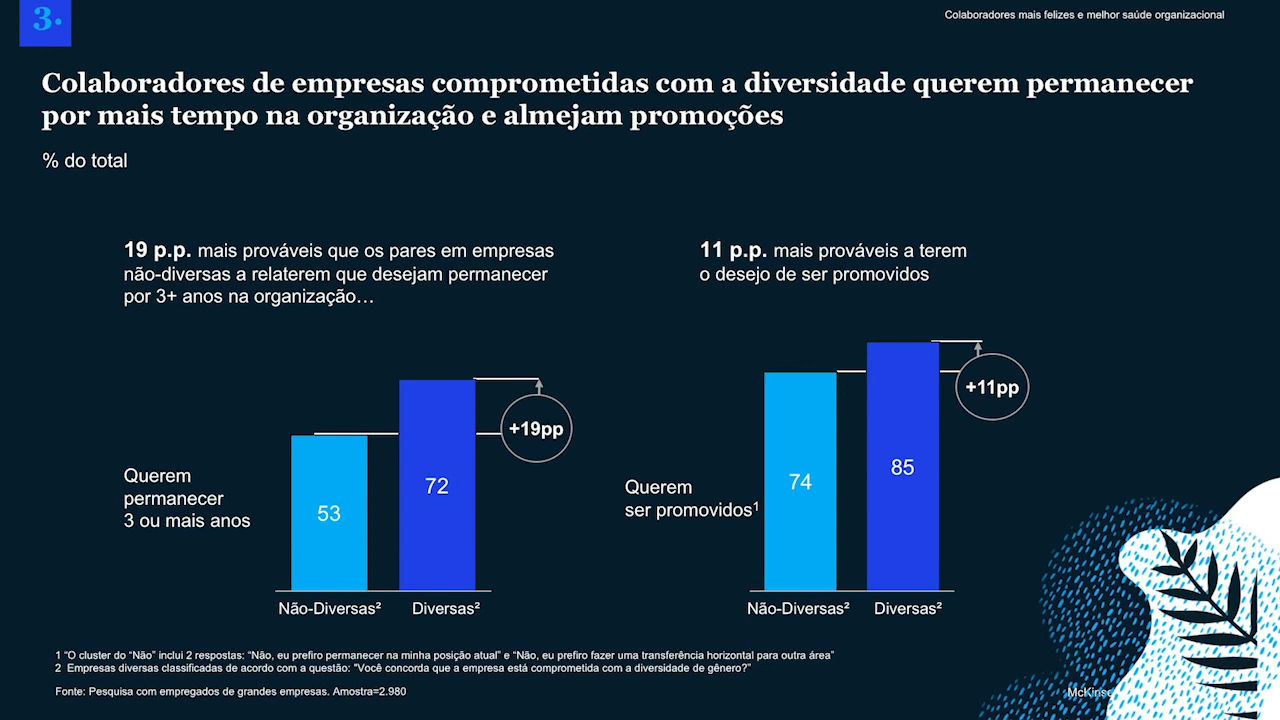 3.
Colaboradores mais felizes e melhor saúde organizacional
Colaboradores de empresas comprometidas com a diversidade querem permanecer
por mais tempo na organização e almejam promoções
% do total
19 p.p. mais prováveis que os pares em empresas
não-diversas a relaterem que desejam permanecer
por 3+ anos na organização…
Querem
permanecer
3 ou mais anos
53
72
+19pp
Não-Diversas²
Diversas²
11 p.p. mais prováveis a terem
o desejo de ser promovidos
Querem
ser promovidos¹
74
85
+11pp
Não-Diversas²
Diversas²
1 "O cluster do "Não" inclui 2 respostas: "Não, eu prefiro permanecer na minha posição atual" e "Não, eu prefiro fazer uma transferência horizontal para outra área"
2 Empresas diversas classificadas de acordo com a questão: "Você concorda que a empresa está comprometida com a diversidade de gênero?"
Fonte: Pesquisa com empregados de grandes empresas. Amostra=2.980